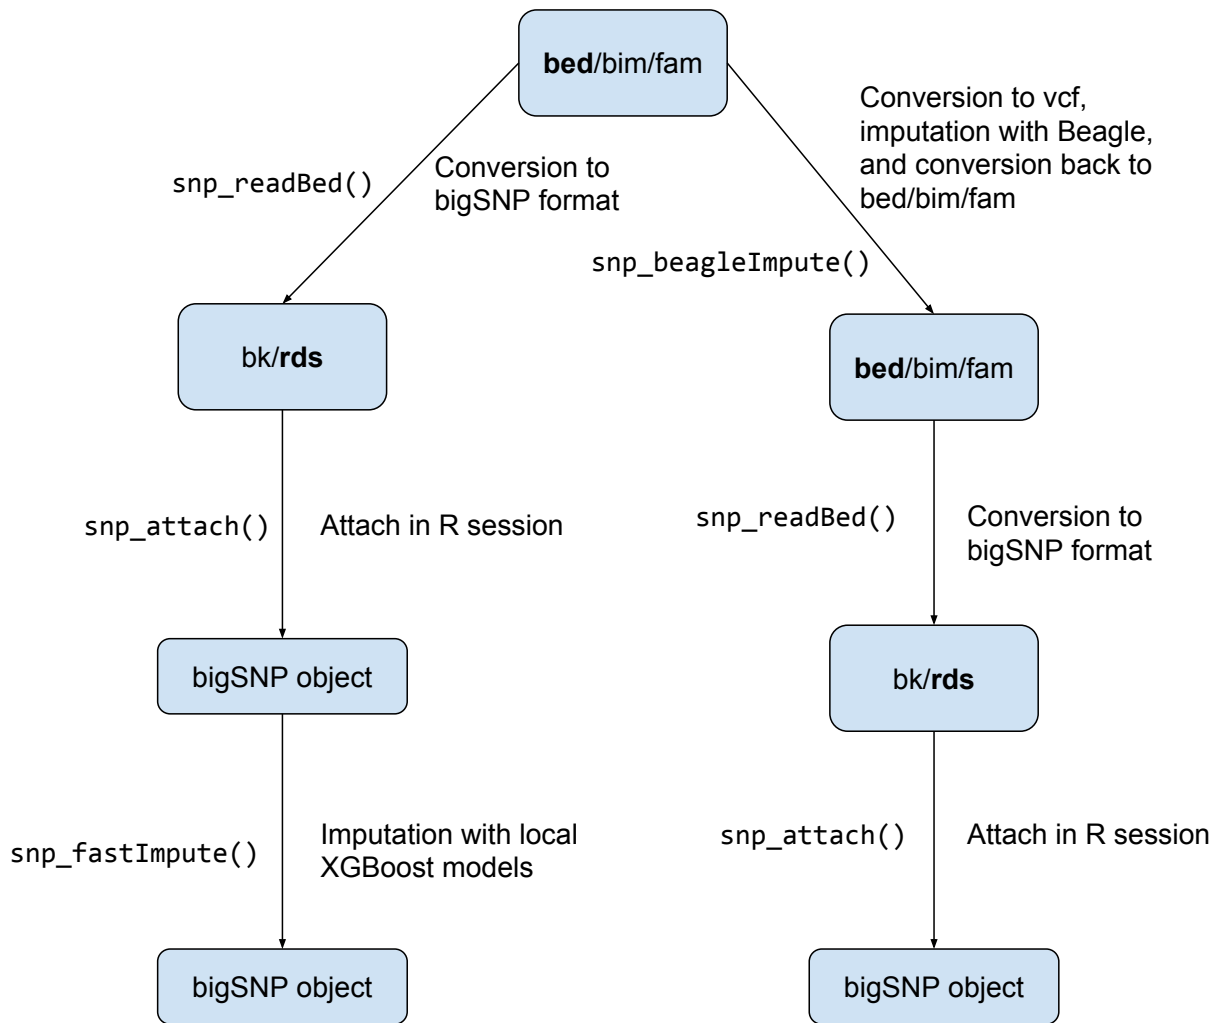 bed/bim/fam
snp_readBed()
Conversion to
bigSNP format
Conversion to vcf,
imputation with Beagle,
and conversion back to
bed/bim/fam
snp_beagleImpute()
bk/rds
bed/bim/fam
snp_attach()
Attach in R session
snp_readBed()
Conversion to
bigSNP format
bigSNP object
bk/rds
snp_fastImpute()
Imputation with local
XGBoost models
snp_attach()
Attach in R session
bigSNP object
bigSNP object